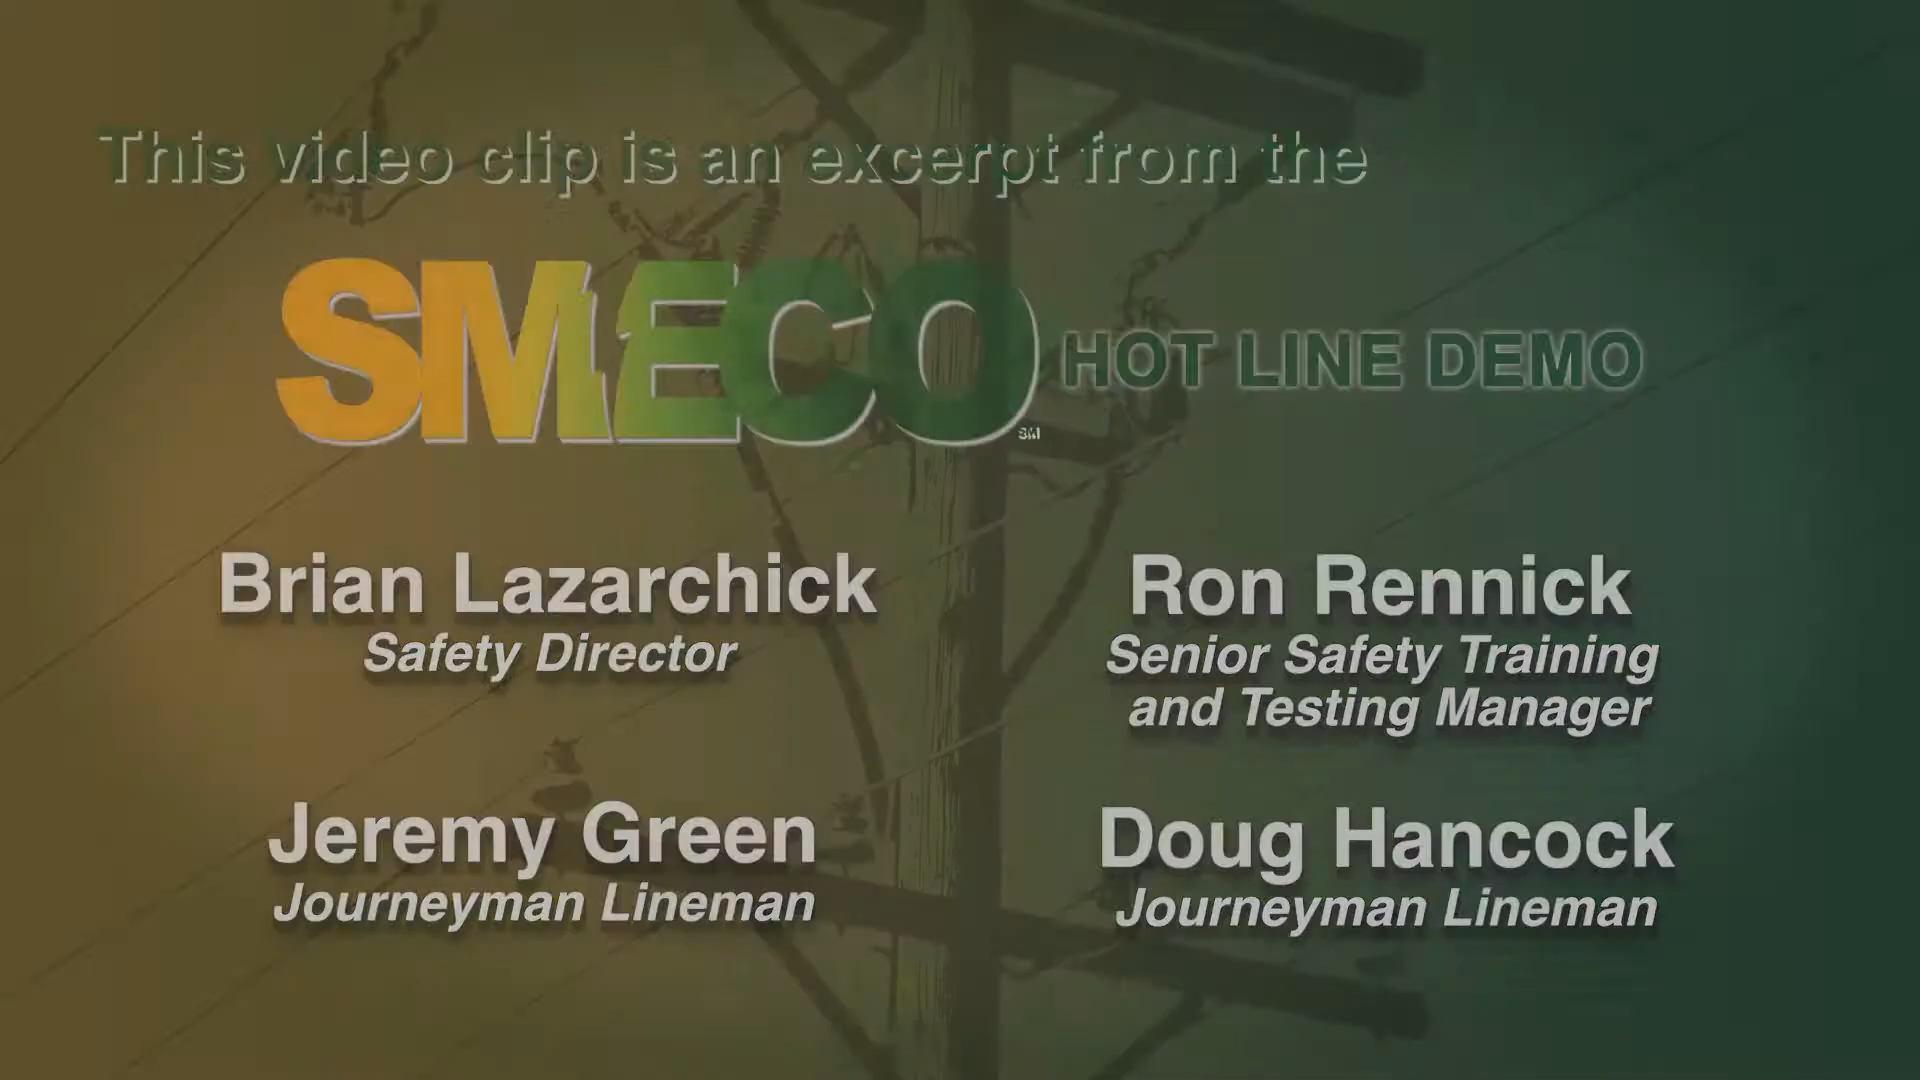 This video clip is an excerpt from the
SMECO SM HOT LINE DEMO
Brian Lazarchick
Safety Director
Ron Rennick
Senior Safety Training
and Testing Manager
Jeremy Green
Journeyman Lineman
Doug Hancock
Journeyman Lineman